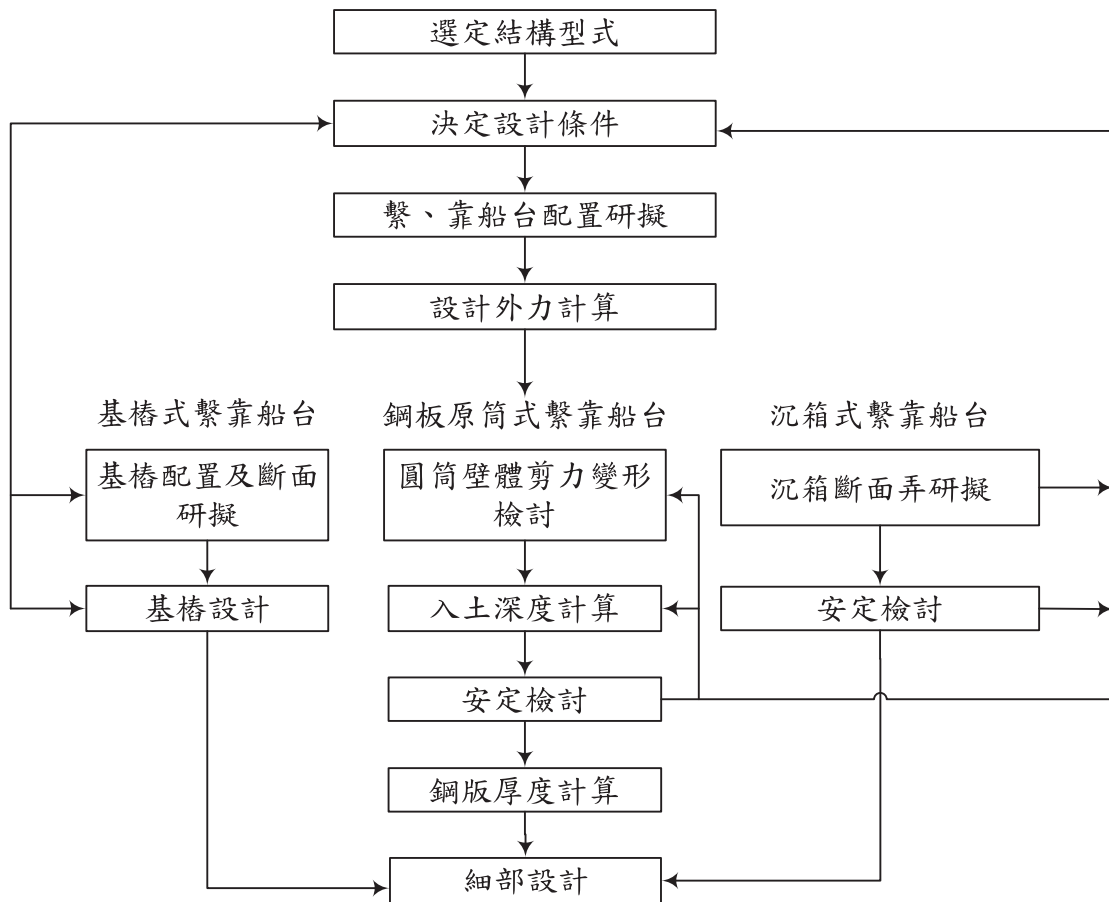 選定結構型式
決定設計條件
繫、靠船台配置研擬
設計外力計算
基樁式繫靠船台
鋼板原筒式繫靠船台
沉箱式繫靠船台
基樁配置及斷面
研擬
圓筒壁體剪力變形
檢討
沉箱斷面弄研擬
基樁設計
入土深度計算
安定檢討
安定檢討
鋼版厚度計算
細部設計